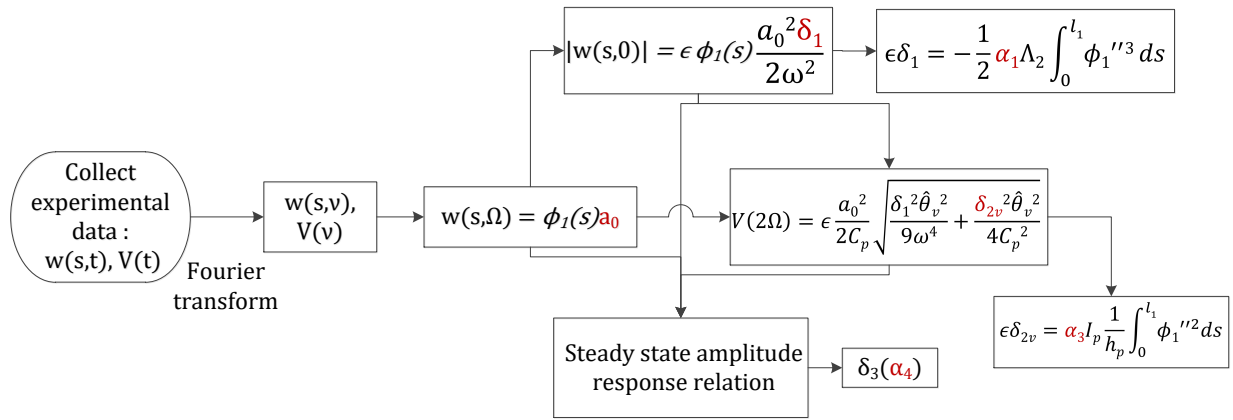 Collect
experimental
data :
w(s,t), V(t)
Fourier
transform
w(s,ν),
V(ν)
w(s,Ω) = ϕ₁(s)a₀
|w(s,0)| = ϵ ϕ₁(s) a₀²δ₁ / 2ω²
ϵδ₁ = −1/2 α₁Λ₂ ∫₀^l₁ ϕ₁′′³ ds
V(2Ω) = ϵ a₀²/2Cₚ √(δ₁²θ̂ᵥ²/9ω⁴ + δ₂ᵥ²θ̂ᵥ²/4Cₚ²)
ϵδ₂ᵥ = α₃Iₚ 1/hₚ ∫₀^l₁ ϕ₁′′² ds
Steady state amplitude
response relation
δ₃(α₄)